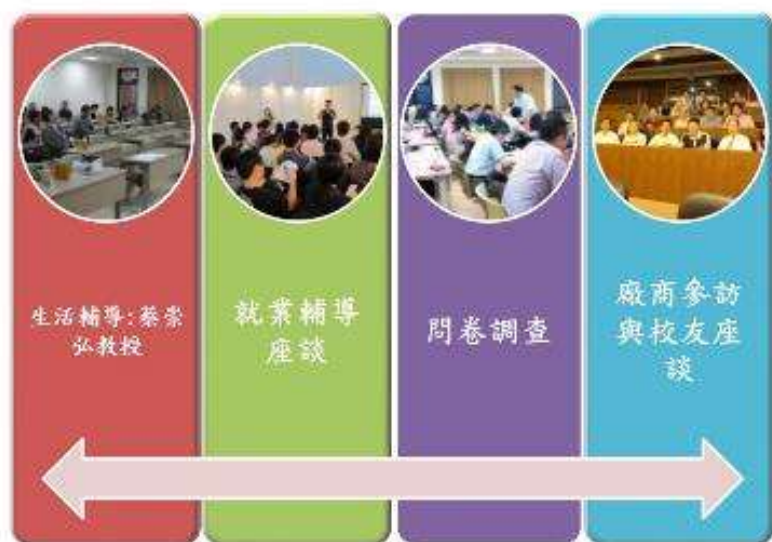 生活輔導:蔡崇
弘教授
就業輔導
座談
問卷調查
廠商參訪
與校友座
談